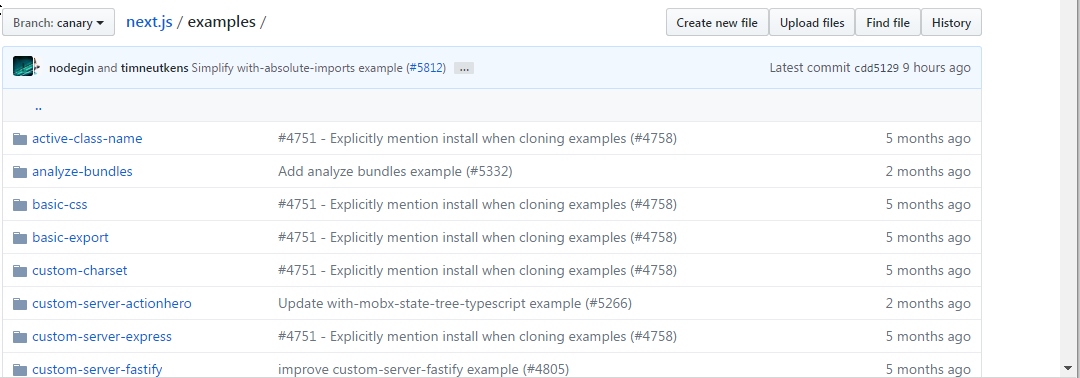 Branch: canary next.js / examples / Create new file Upload files Find file History
nodegin and timneutkens Simplify with-absolute-imports example (#5812) ... Latest commit cdd5129 9 hours ago
..
active-class-name #4751 - Explicitly mention install when cloning examples (#4758) 5 months ago
analyze-bundles Add analyze bundles example (#5332) 2 months ago
basic-css #4751 - Explicitly mention install when cloning examples (#4758) 5 months ago
basic-export #4751 - Explicitly mention install when cloning examples (#4758) 5 months ago
custom-charset #4751 - Explicitly mention install when cloning examples (#4758) 5 months ago
custom-server-actionhero Update with-mobx-state-tree-typescript example (#5266) 2 months ago
custom-server-express #4751 - Explicitly mention install when cloning examples (#4758) 5 months ago
custom-server-fastify improve custom-server-fastify example (#4805) 5 months ago